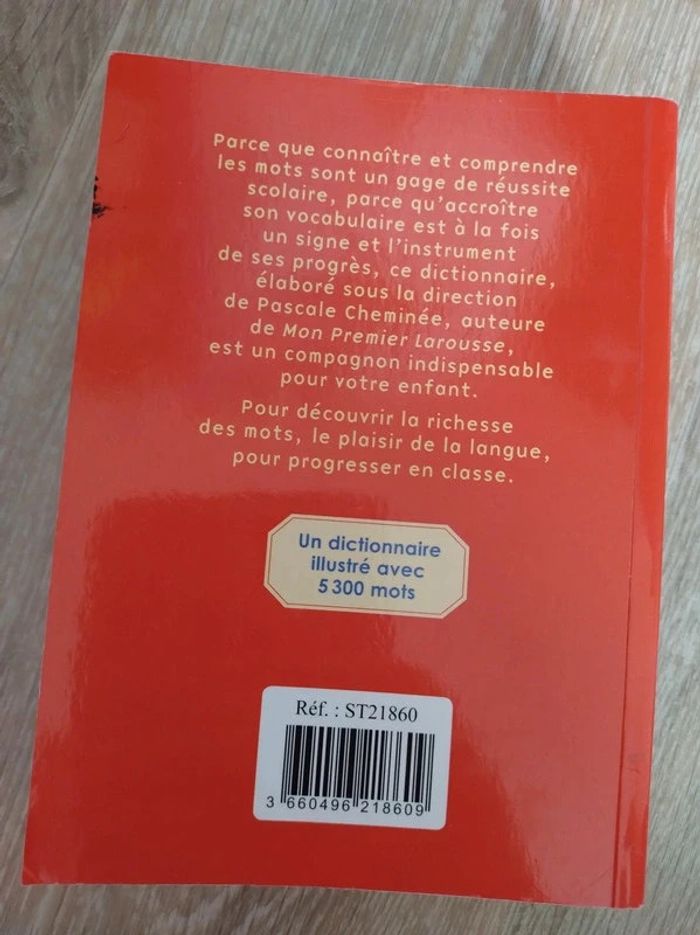 Parce que connaître et comprendre
les mots sont un gage de réussite
scolaire, parce qu'accroître
son vocabulaire est à la fois
un signe et l'instrument
de ses progrès, ce dictionnaire,
élaboré sous la direction
de Pascale Cheminée, auteure
de Mon Premier Larousse,
est un compagnon indispensable
pour votre enfant.
Pour découvrir la richesse
des mots, le plaisir de la langue,
pour progresser en classe.
Un dictionnaire
illustré avec
5 300 mots
Réf. : ST21860
3 660496 218609